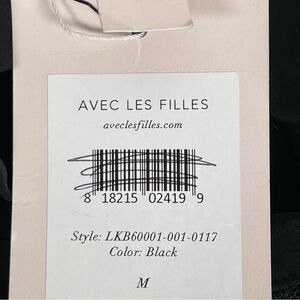 AVEC LES FILLES
aveclesfilles.com
8 18215 02419 9
Style: LKB60001-001-0117
Color: Black
M